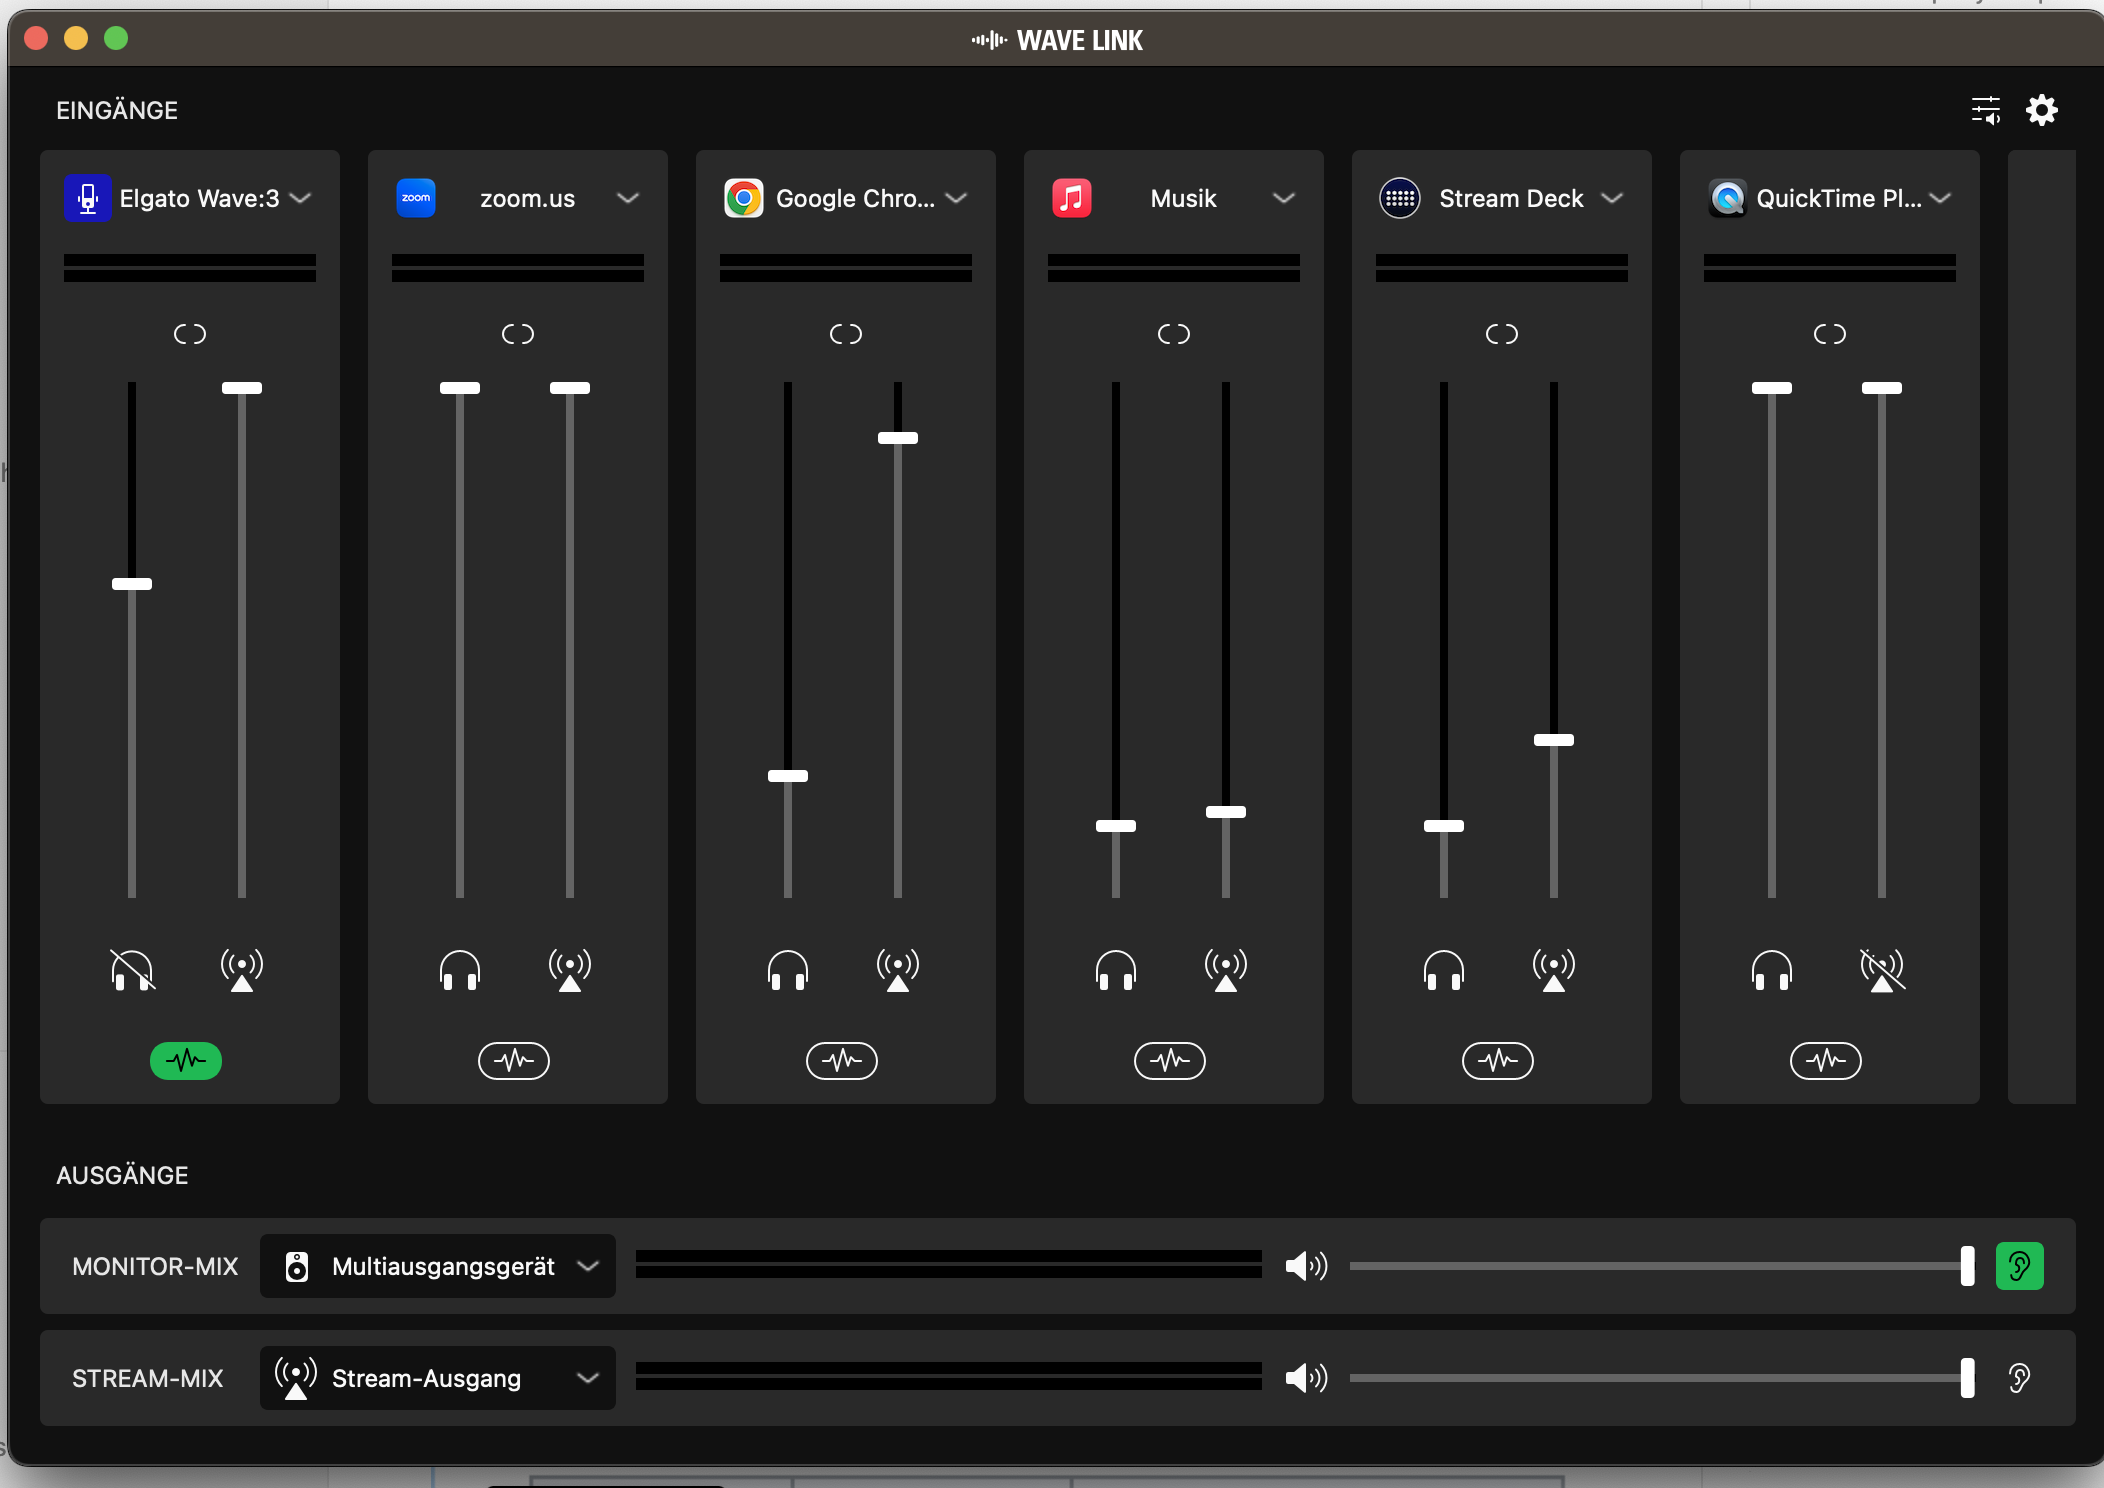 WAVE LINK
EINGÄNGE
Elgato Wave:3
zoom
zoom.us
Google Chro...
Musik
Stream Deck
QuickTime Pl...
AUSGÄNGE
MONITOR-MIX
Multiausgangsgerät
STREAM-MIX
Stream-Ausgang